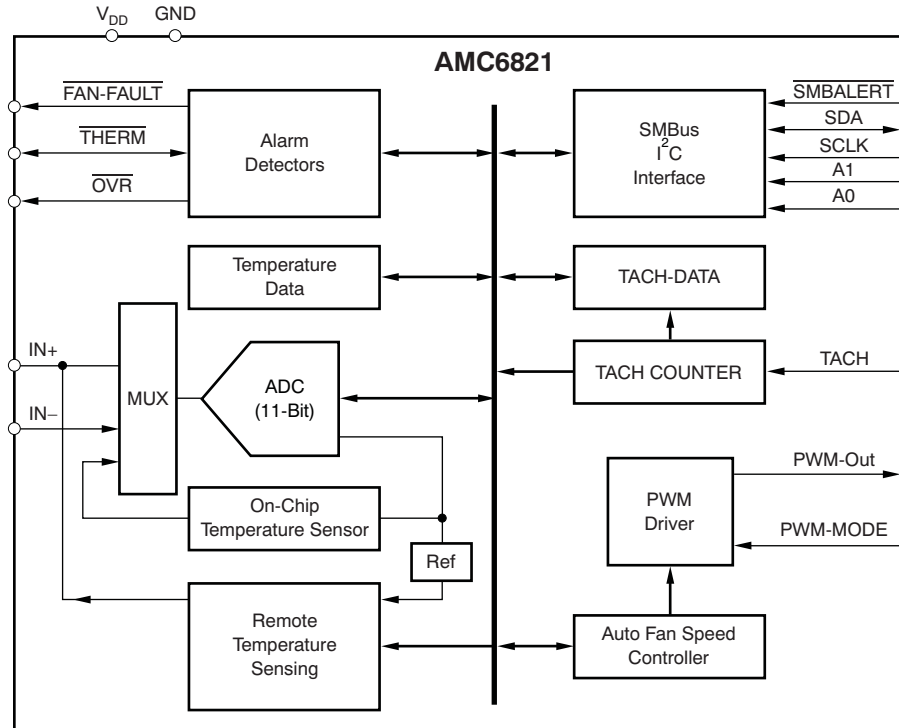 VDD
GND
AMC6821
FAN-FAULT
THERM
OVR
Alarm
Detectors
SMBus
I2C
Interface
SMBALERT
SDA
SCLK
A1
A0
Temperature
Data
TACH-DATA
IN+
IN–
MUX
ADC
(11-Bit)
TACH COUNTER
TACH
On-Chip
Temperature Sensor
Ref
PWM
Driver
PWM-Out
PWM-MODE
Remote
Temperature
Sensing
Auto Fan Speed
Controller